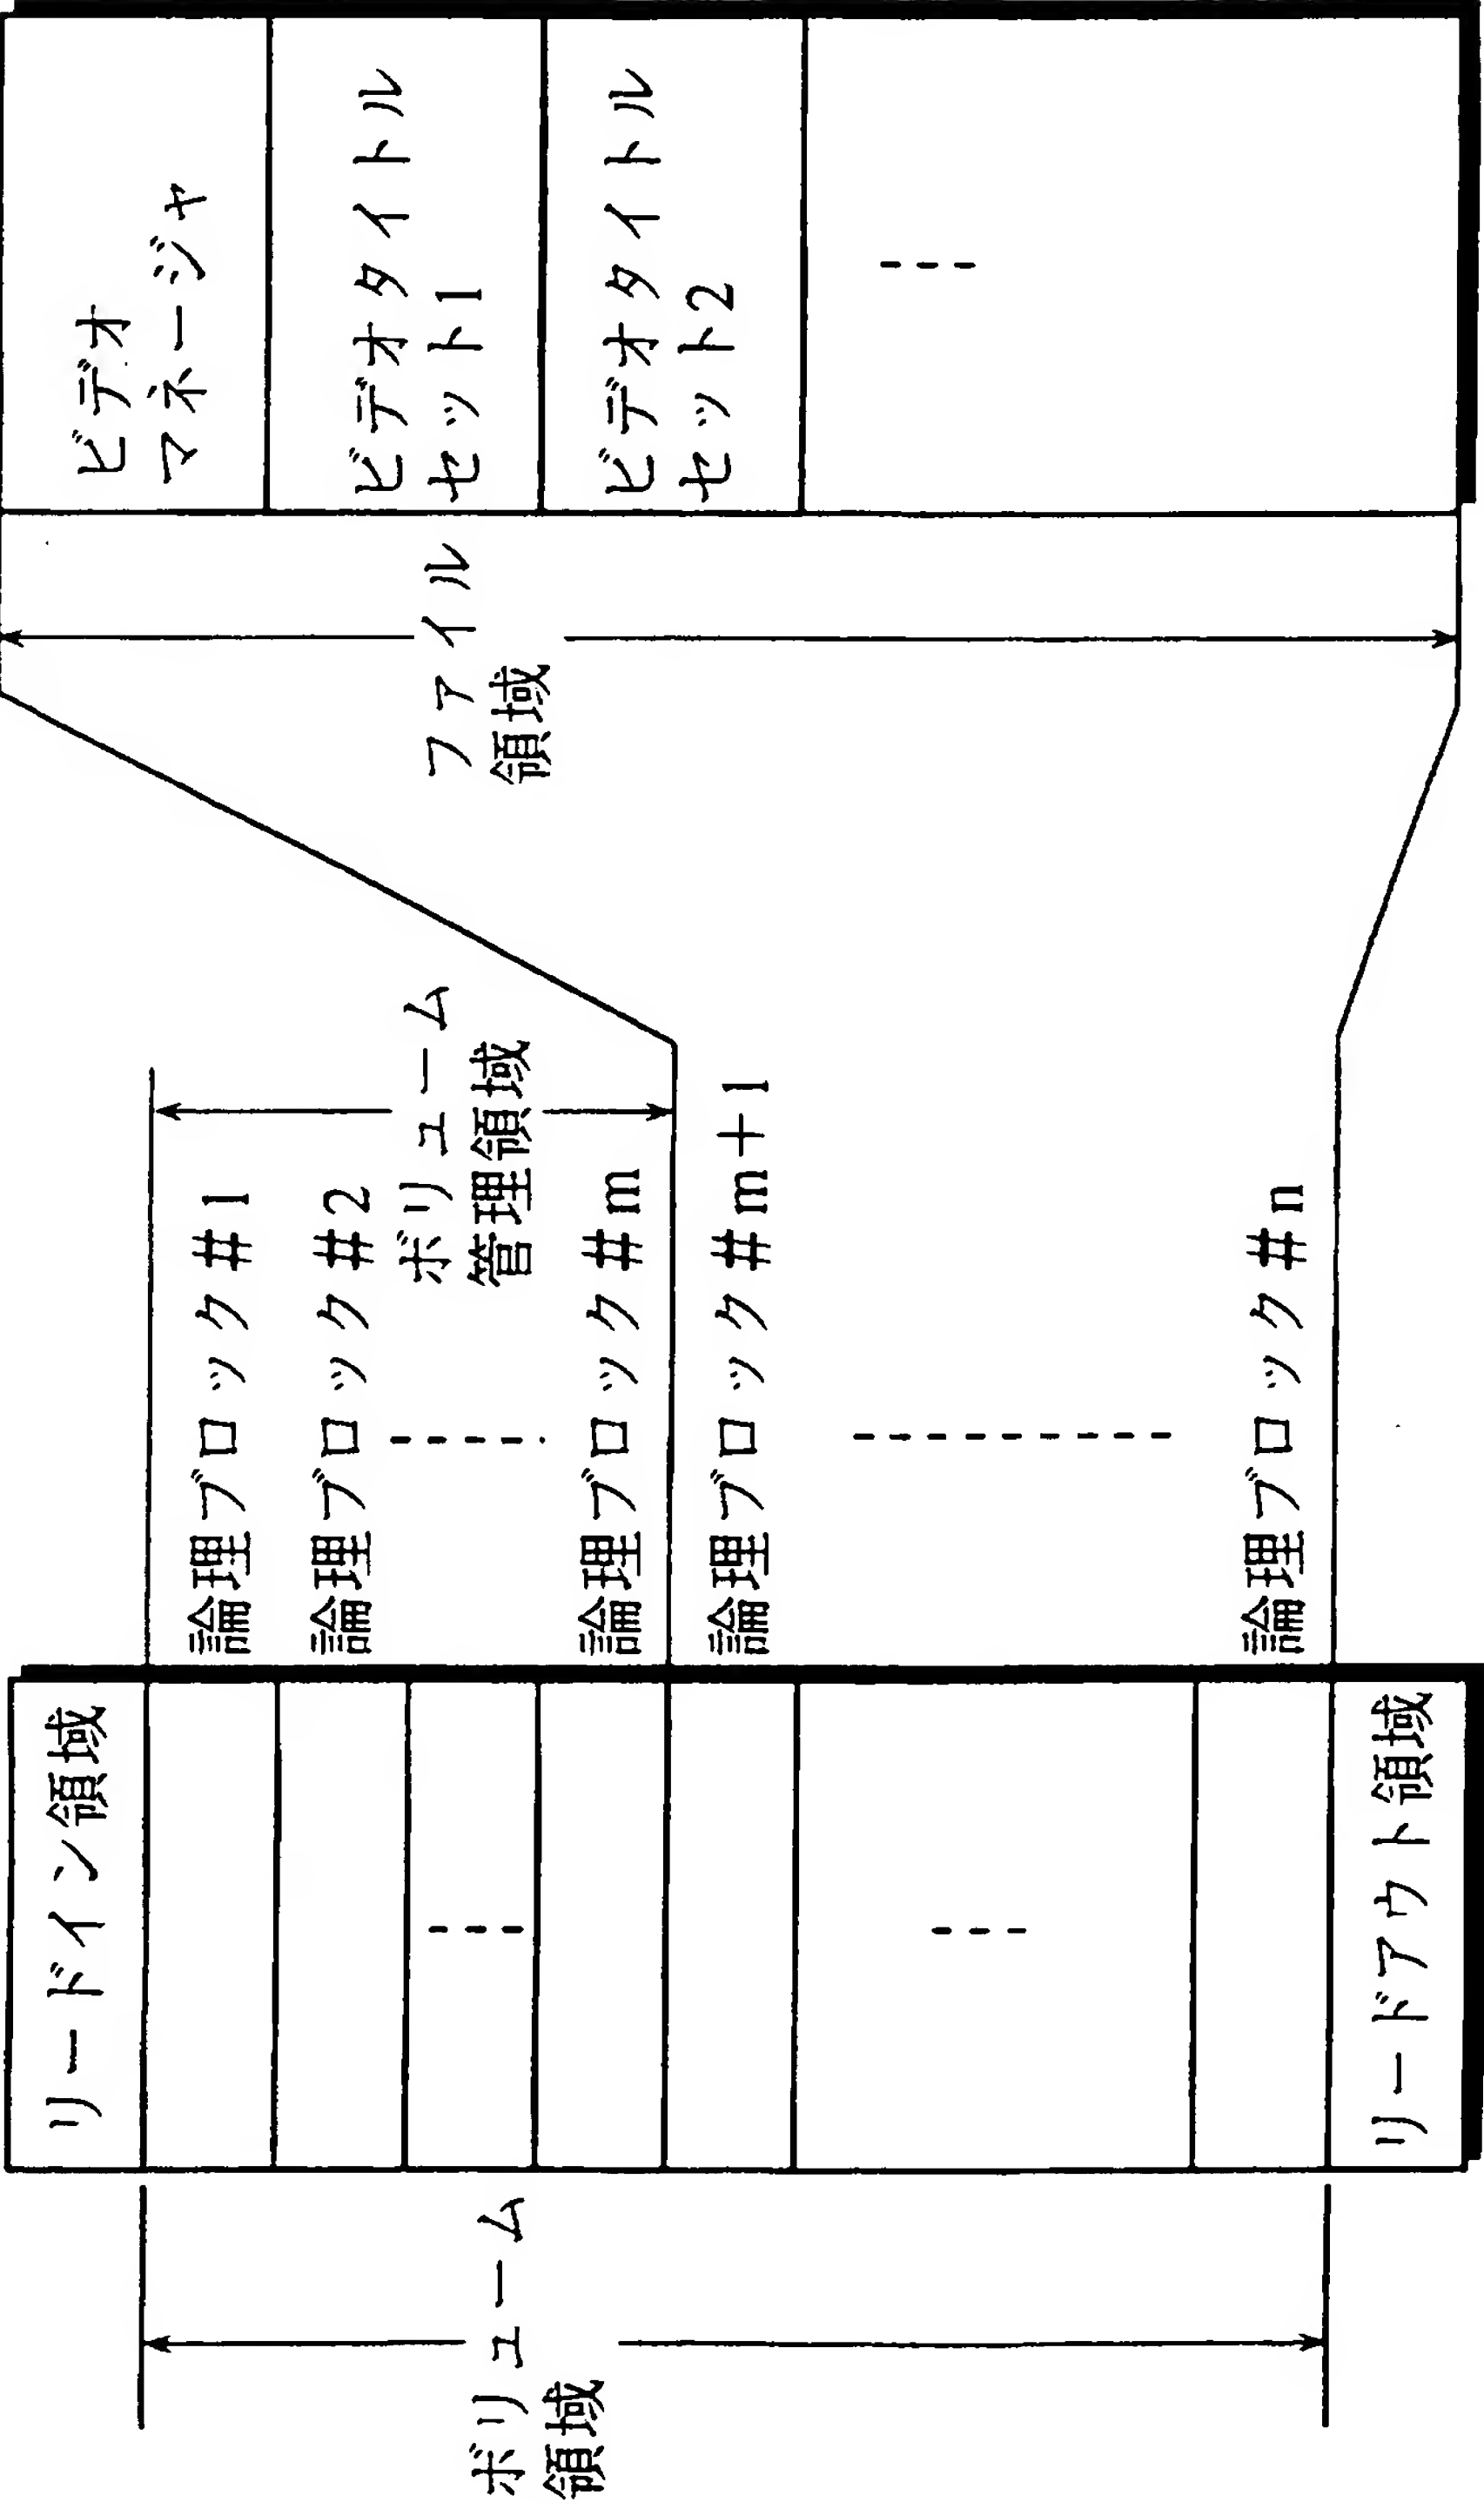 ボリューム
領域
リードイン領域
リードアウト領域
論理ブロック＃1
論理ブロック＃2
論理ブロック＃m
論理ブロック＃m＋1
論理ブロック＃n
ボリューム
管理領域
ファイル
領域
ビデオ
マネージャ
ビデオタイトル
セット1
ビデオタイトル
セット2